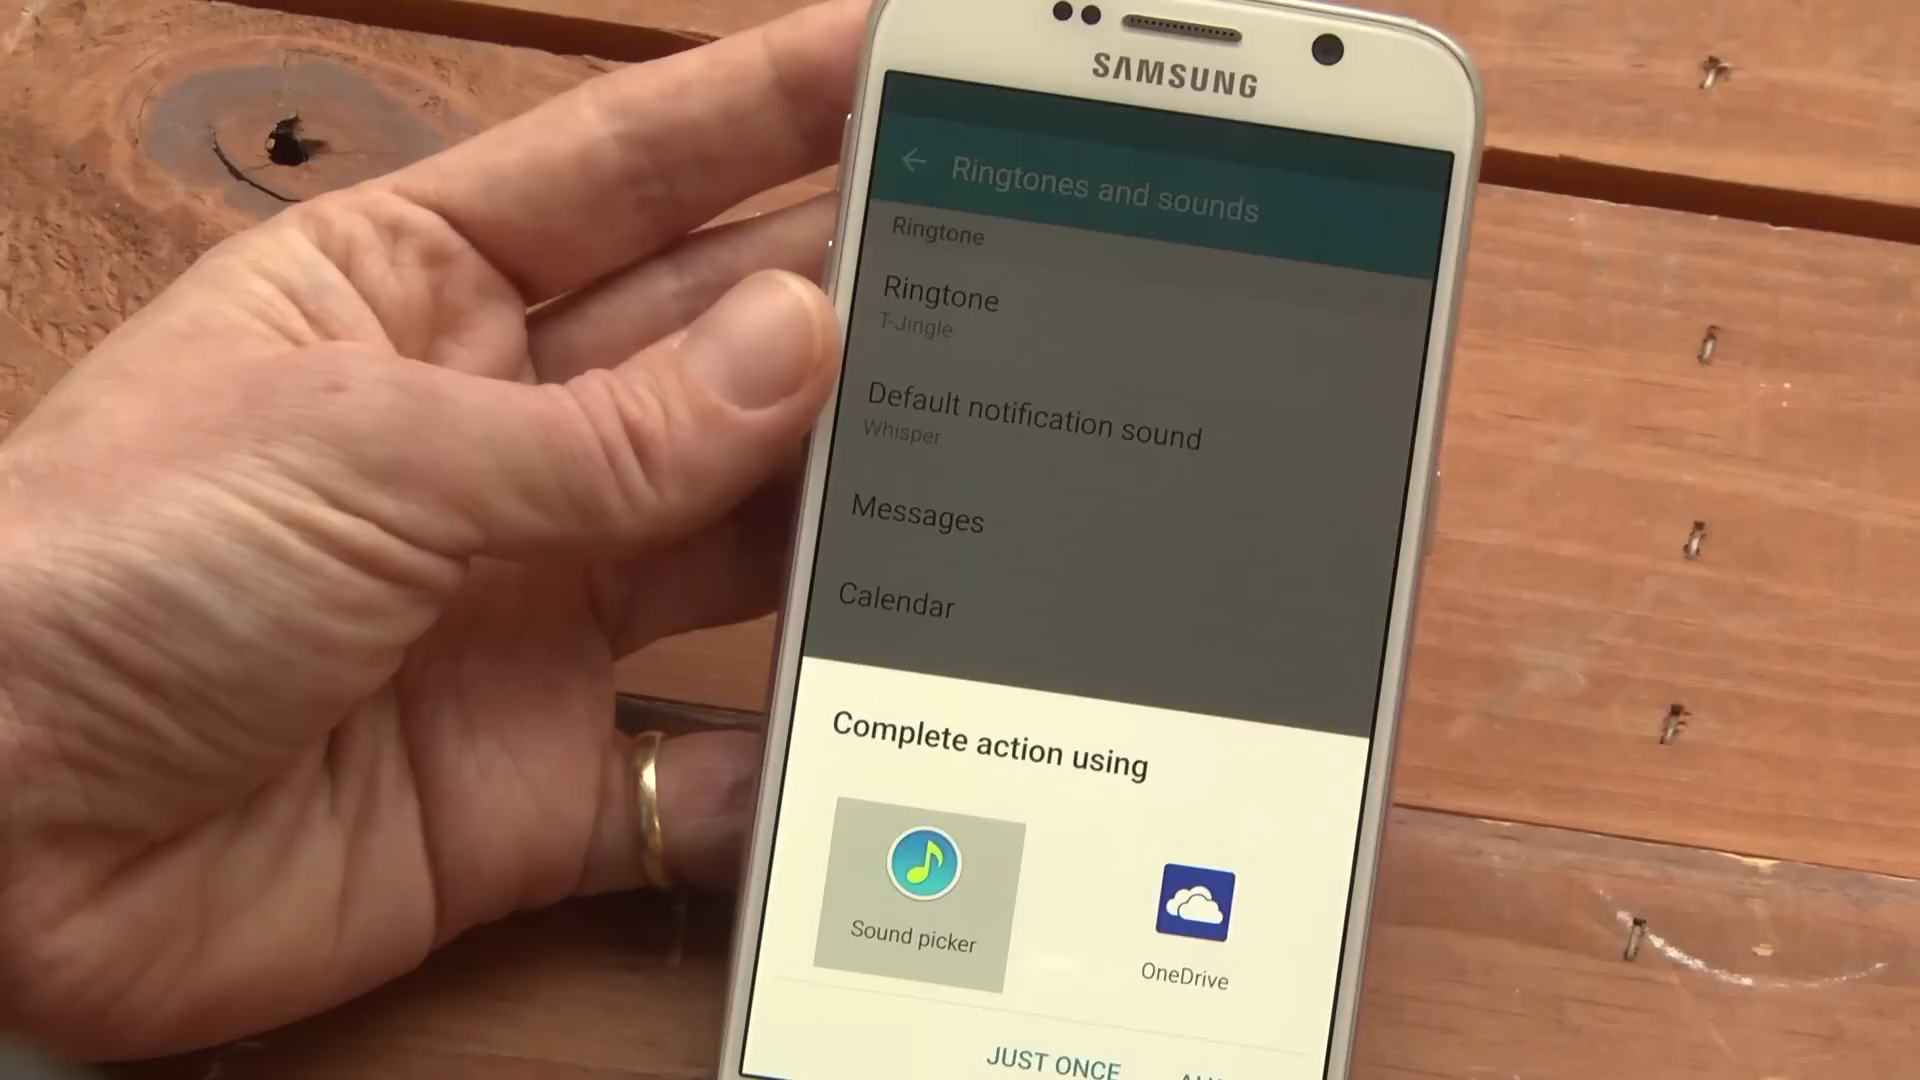 SAMSUNG
Ringtones and sounds
Ringtone
Ringtone
T-Jingle
Default notification sound
Whisper
Messages
Calendar
Complete action using
Sound picker
OneDrive
JUST ONCE